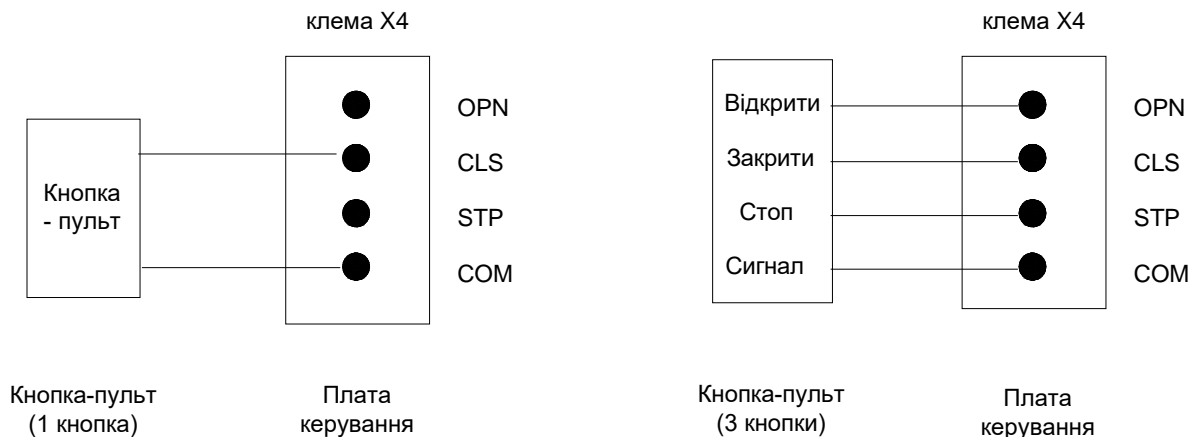 клема X4
OPN
CLS
STP
COM
Кнопка
- пульт
Кнопка-пульт
(1 кнопка)
Плата
керування
клема X4
Відкрити
Закрити
Стоп
Сигнал
OPN
CLS
STP
COM
Кнопка-пульт
(3 кнопки)
Плата
керування